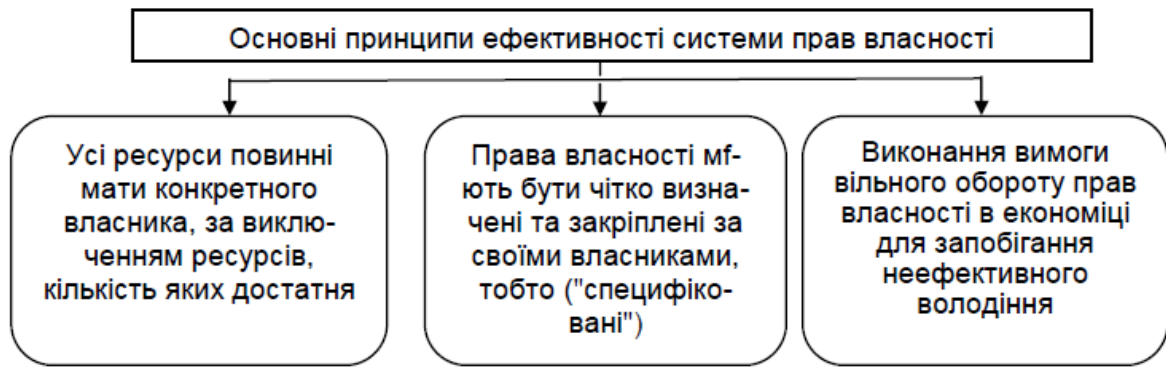 Основні принципи ефективності системи прав власності
Усі ресурси повинні
мати конкретного
власника, за виклю-
ченням ресурсів,
кількість яких достатня
Права власності мf-
ють бути чітко визна-
чені та закріплені за
своїми власниками,
тобто ("специфіко-
вані")
Виконання вимоги
вільного обороту прав
власності в економіці
для запобігання
неефективного
володіння